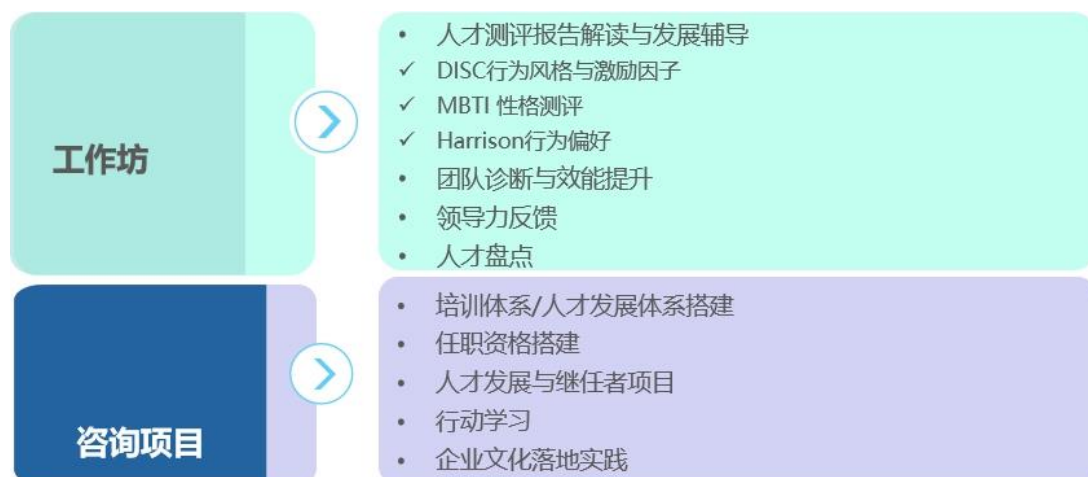 工作坊
• 人才测评报告解读与发展辅导
✓ DISC行为风格与激励因子
✓ MBTI 性格测评
✓ Harrison行为偏好
• 团队诊断与效能提升
• 领导力反馈
• 人才盘点
咨询项目
• 培训体系/人才发展体系搭建
• 任职资格搭建
• 人才发展与继任者项目
• 行动学习
• 企业文化落地实践